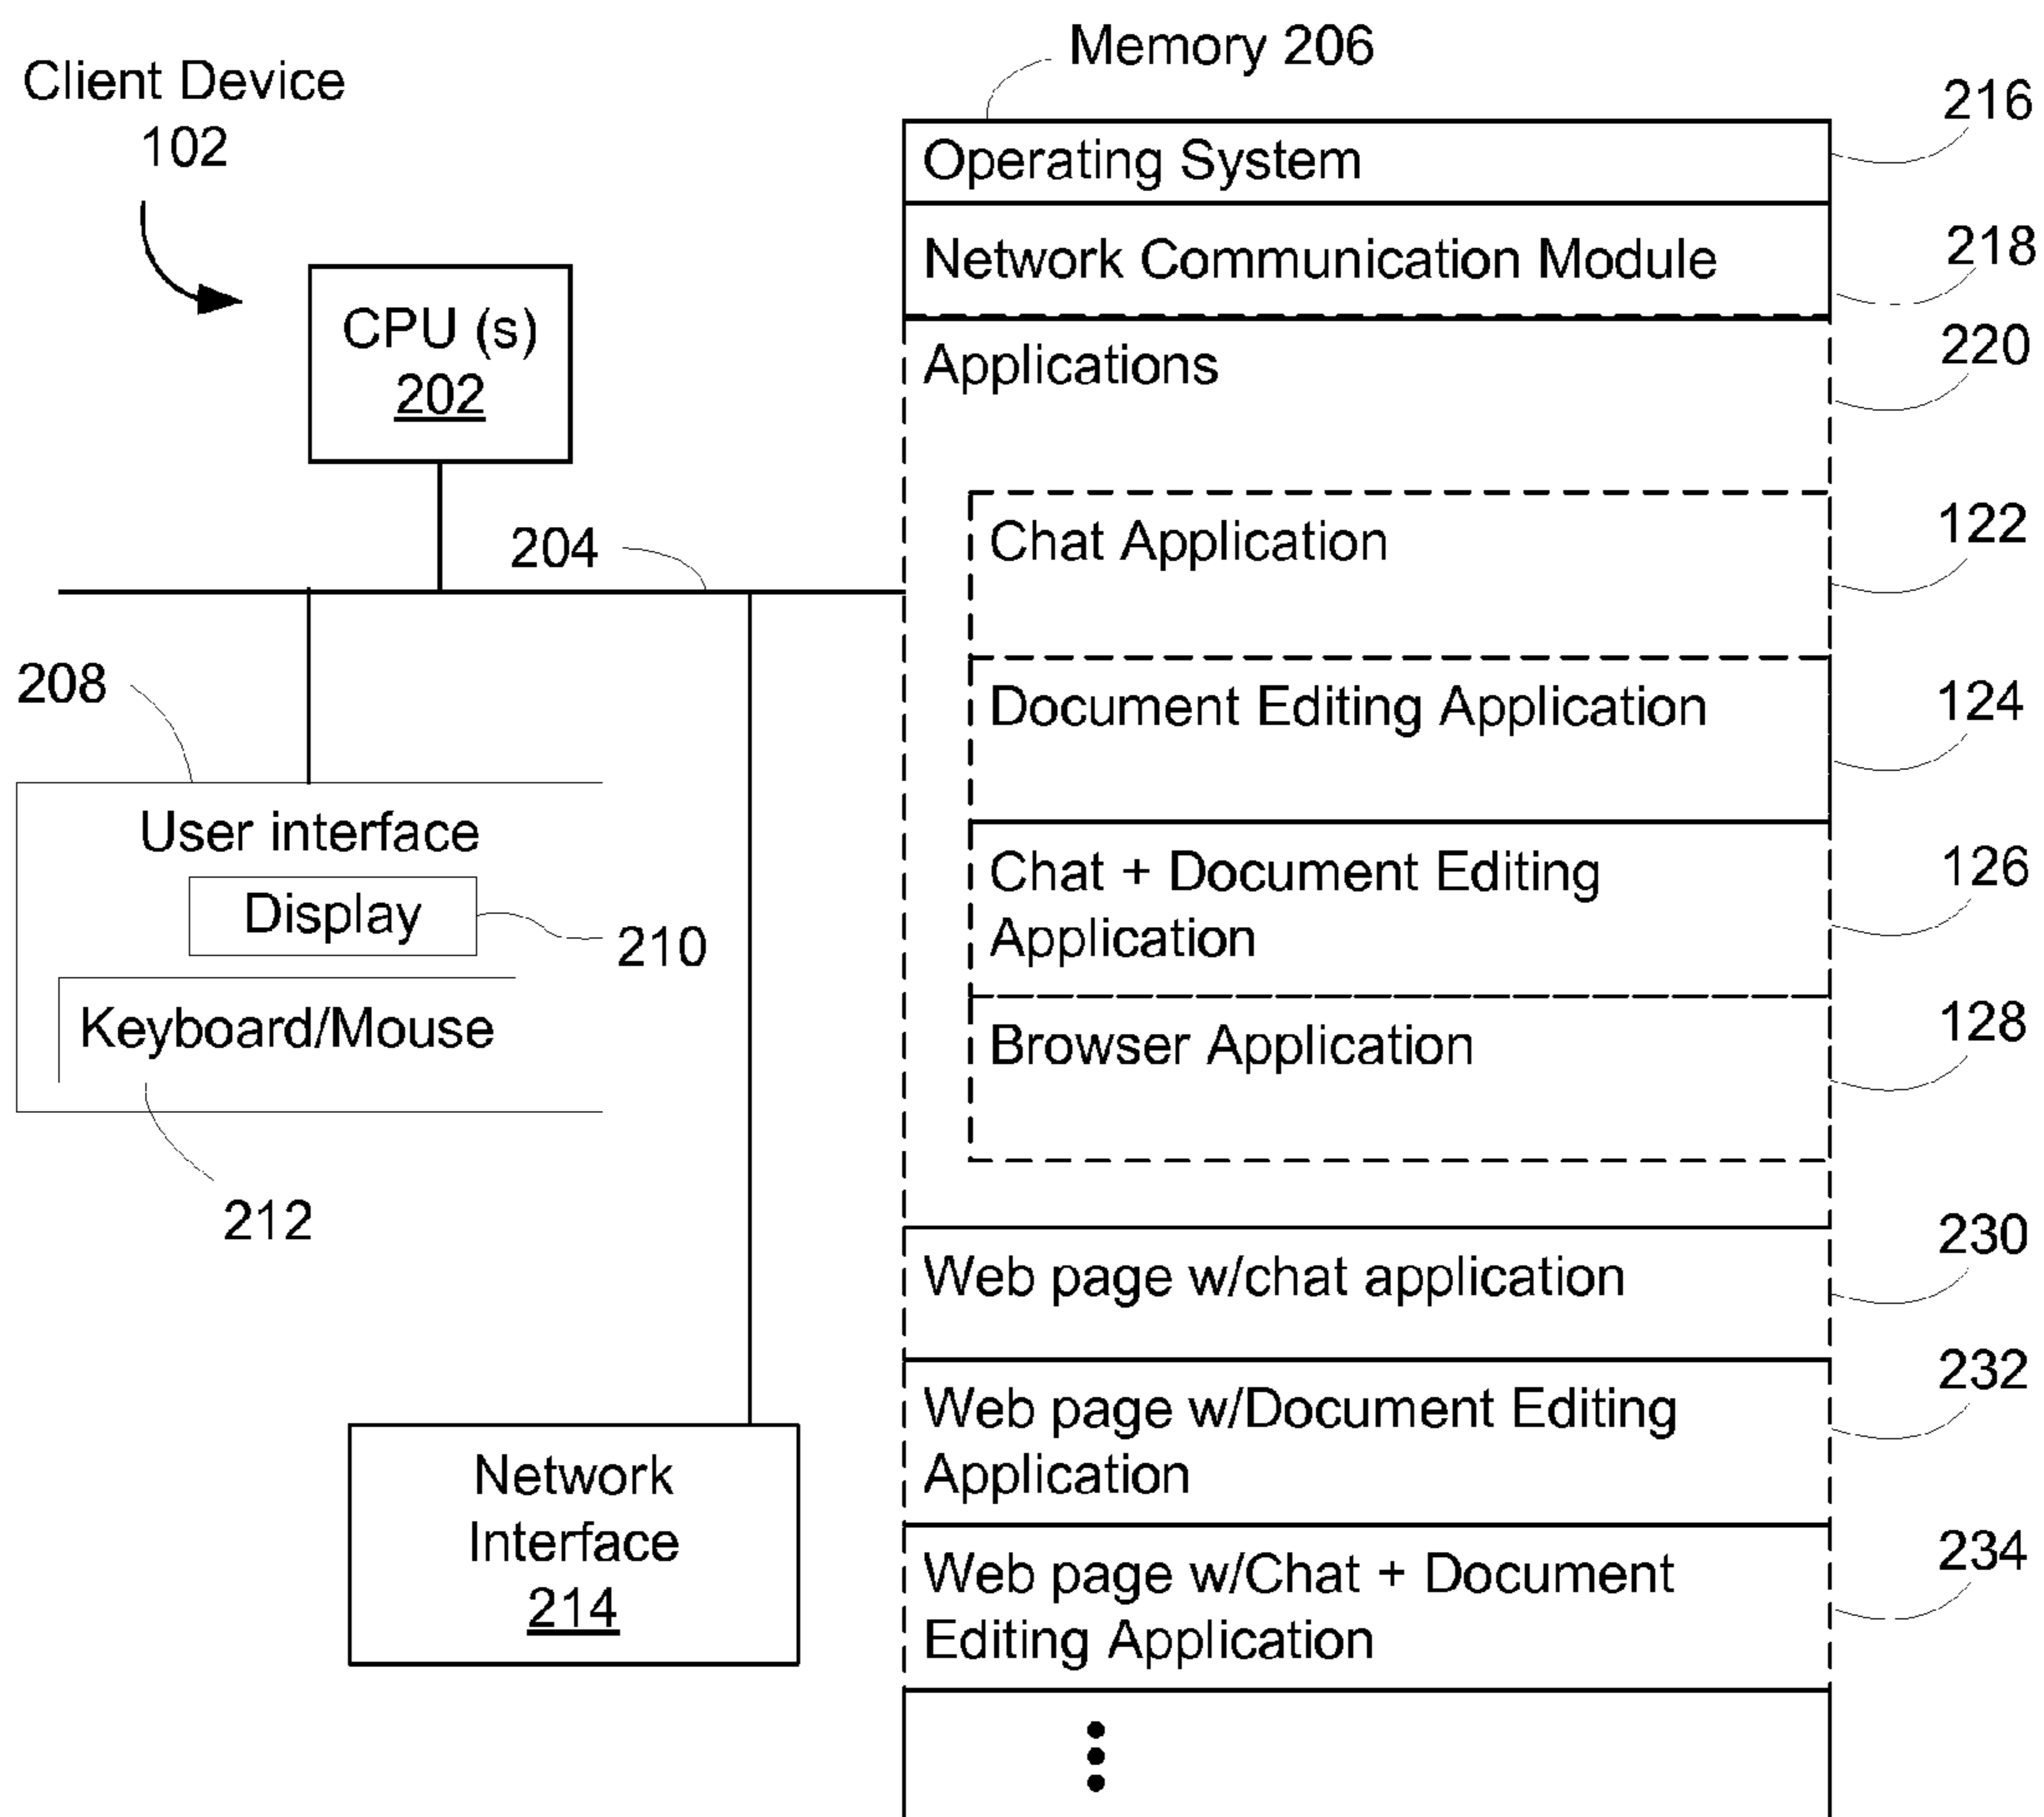 Client Device
102
CPU (s)
202
204
208
User interface
Display
210
Keyboard/Mouse
212
Network
Interface
214
Memory 206
Operating System
216
Network Communication Module
218
Applications
220
Chat Application
122
Document Editing Application
124
Chat + Document Editing
Application
126
Browser Application
128
Web page w/chat application
230
Web page w/Document Editing
Application
232
Web page w/Chat + Document
Editing Application
234